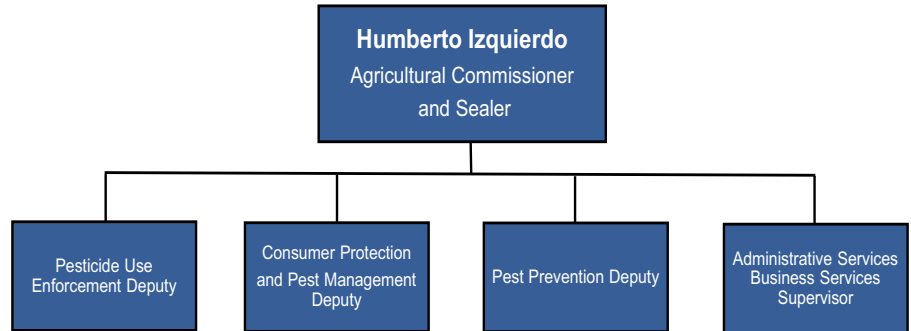 Humberto Izquierdo
Agricultural Commissioner
and Sealer
Pesticide Use
Enforcement Deputy
Consumer Protection
and Pest Management
Deputy
Pest Prevention Deputy
Administrative Services
Business Services
Supervisor